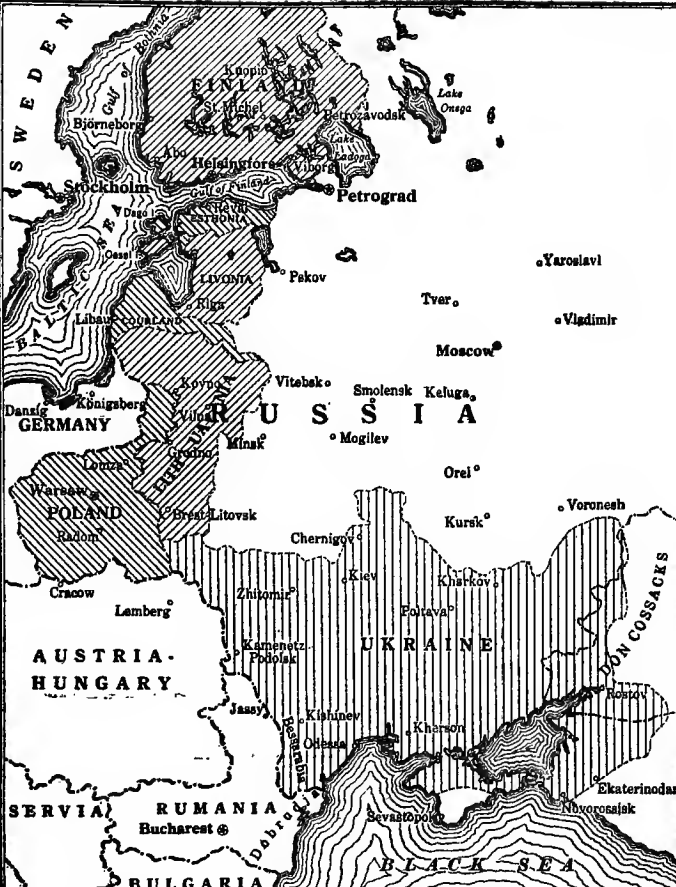 SWEDEN
Gulf of Bothnia
FINLAND
Kuopio
St. Michel
Björneborg
Petrozavodsk
Lake Onega
Lake Ladoga
Åbo
Helsingfors
Viborg
Stockholm
Gulf of Finland
Petrograd
Reval
Dago I
ESTHONIA
Oesel I
BALTIC SEA
Pskov
Yaroslavl
LIVONIA
Riga
Tver
Libau
COURLAND
Vladimir
Moscow
Kovno
Vitebsk
Smolensk
Keluga
Königsberg
Danzig
GERMANY
Vilna
RUSSIA
LITHUANIA
Minsk
Mogilev
Grodno
Lomza
Orel
Warsaw
POLAND
Brest-Litovsk
Radom
Kursk
Voronesh
Chernigov
Cracow
Lemberg
Zhitomir
Kiev
Kharkov
Poltava
DON COSSACKS
UKRAINE
AUSTRIA-
HUNGARY
Kamenetz
Podolsk
Rostov
Jassy
Kishinev
Bessarabia
Odessa
Kherson
Ekaterinodar
Novorossisk
SERVIA
RUMANIA
Bucharest
Dobrudja
Sevastopol
BLACK SEA
BULGARIA